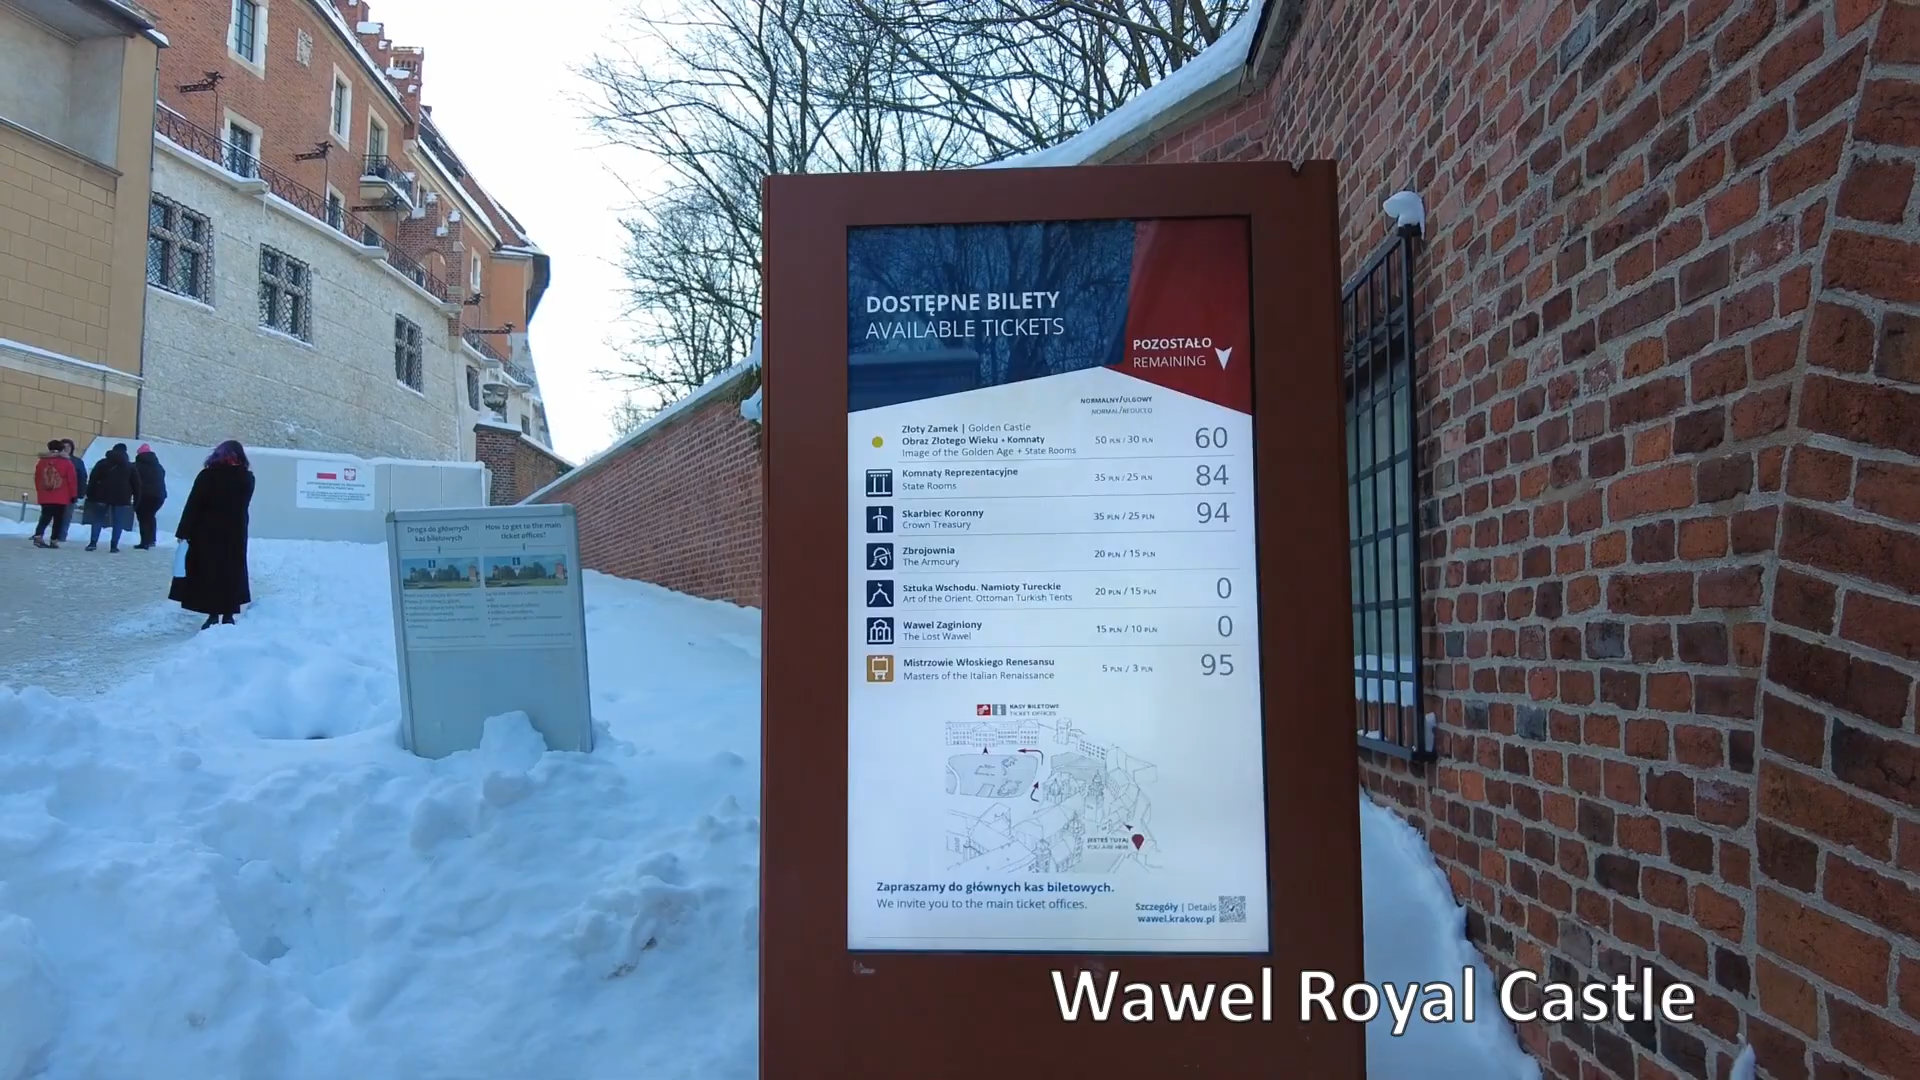 DOSTĘPNE BILETY
AVAILABLE TICKETS
POZOSTAŁO
REMAINING
NORMALNY/ULGOWY
NORMAL/REDUCED
Złoty Zamek | Golden Castle
Obraz Złotego Wieku + Komnaty
Image of the Golden Age + State Rooms
50 PLN / 30 PLN
60
Komnaty Reprezentacyjne
State Rooms
35 PLN / 25 PLN
84
Skarbiec Koronny
Crown Treasury
35 PLN / 25 PLN
94
Zbrojownia
The Armoury
20 PLN / 15 PLN
Sztuka Wschodu. Namioty Tureckie
Art of the Orient. Ottoman Turkish Tents
20 PLN / 15 PLN
0
Wawel Zaginiony
The Lost Wawel
15 PLN / 10 PLN
0
Mistrzowie Włoskiego Renesansu
Masters of the Italian Renaissance
5 PLN / 3 PLN
95
KASY BILETOWE
TICKET OFFICES
JESTEŚ TUTAJ
YOU ARE HERE
Zapraszamy do głównych kas biletowych.
We invite you to the main ticket offices.
Szczegóły | Details
wawel.krakow.pl
Droga do głównych
kas biletowych
How to get to the main
ticket offices?
Wawel Royal Castle